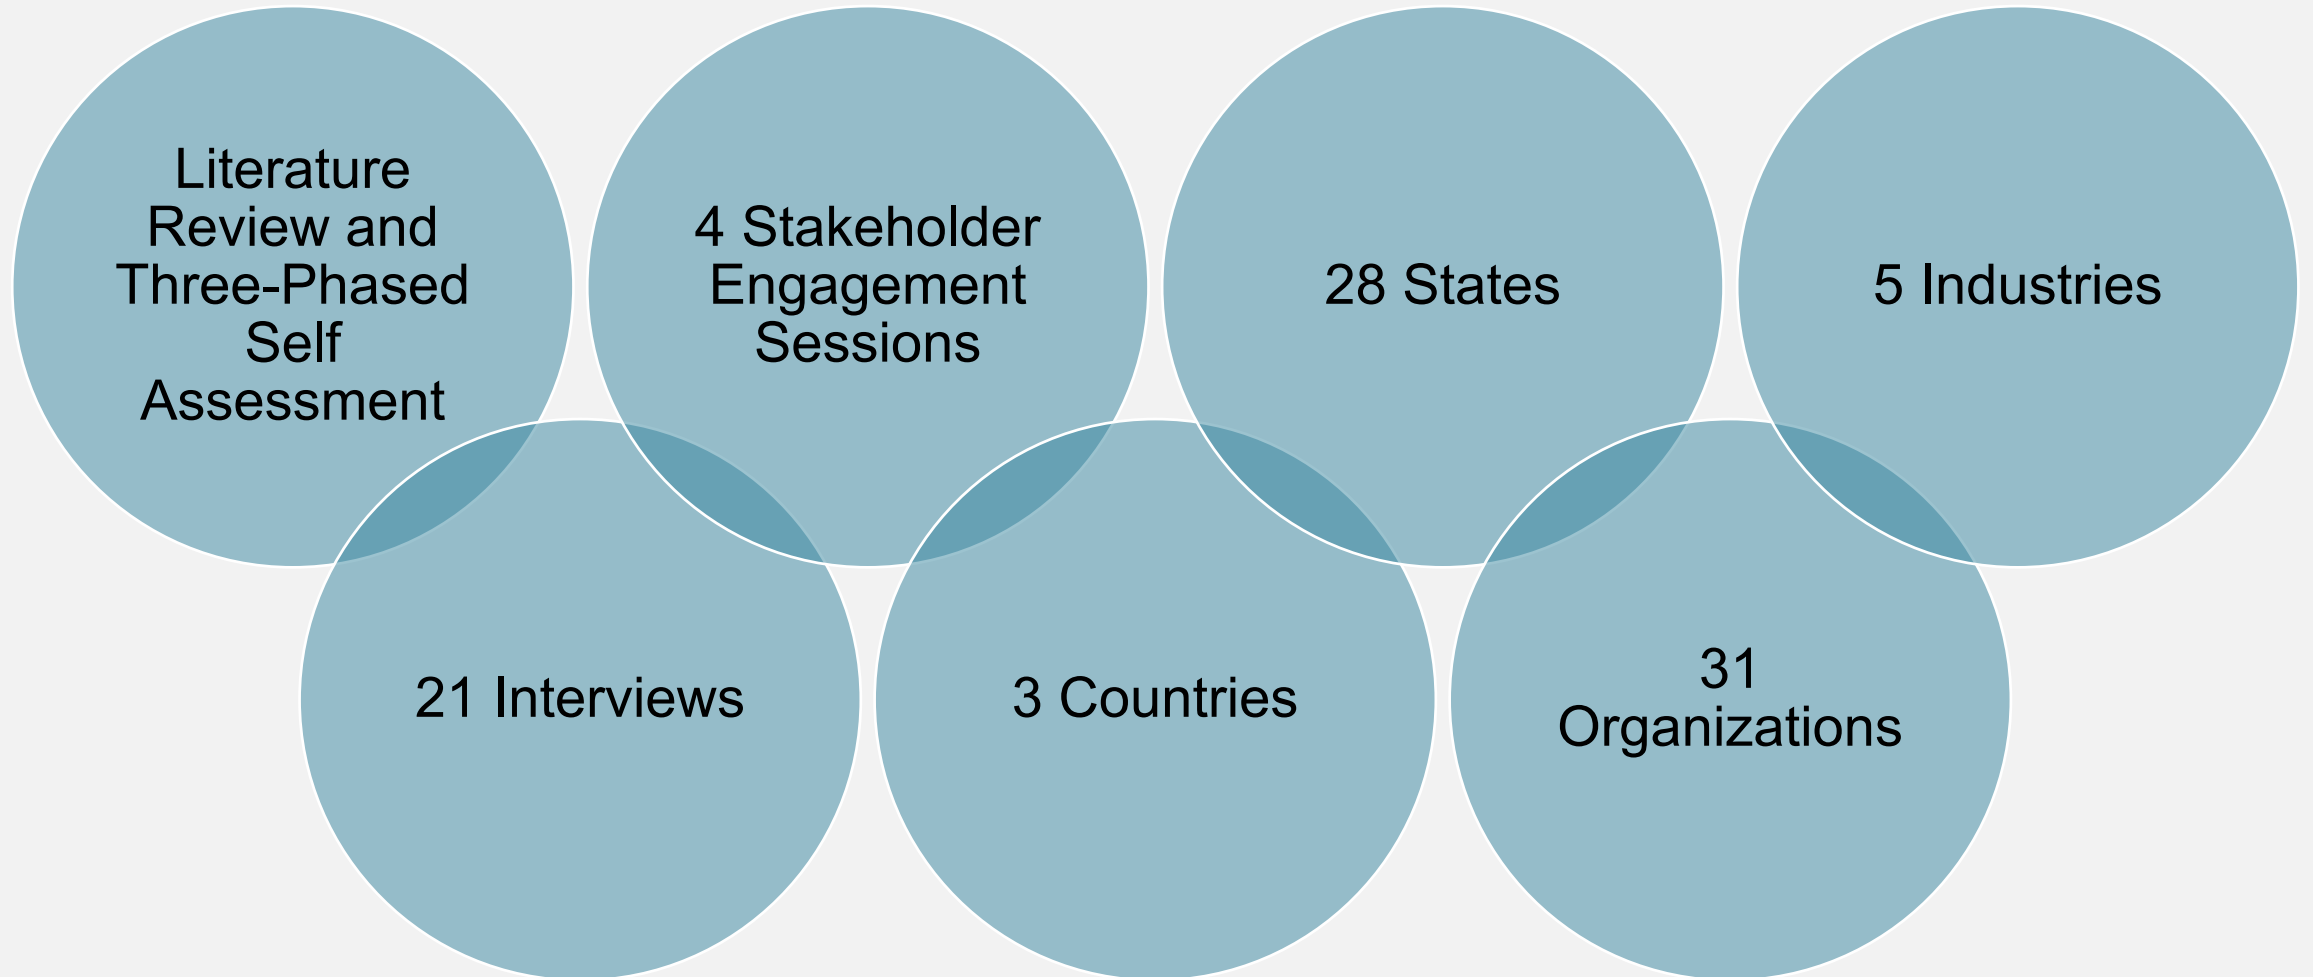 Literature
Review and
Three-Phased
Self
Assessment
4 Stakeholder
Engagement
Sessions
28 States
5 Industries
21 Interviews
3 Countries
31
Organizations